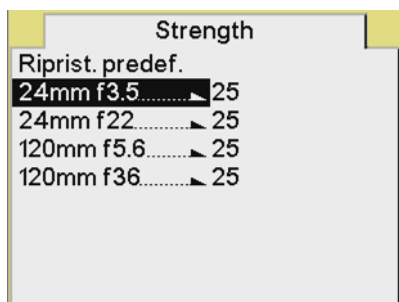 Strength
Riprist. predef.
24mm f3.5......... 25
24mm f22......... 25
120mm f5.6......... 25
120mm f36......... 25